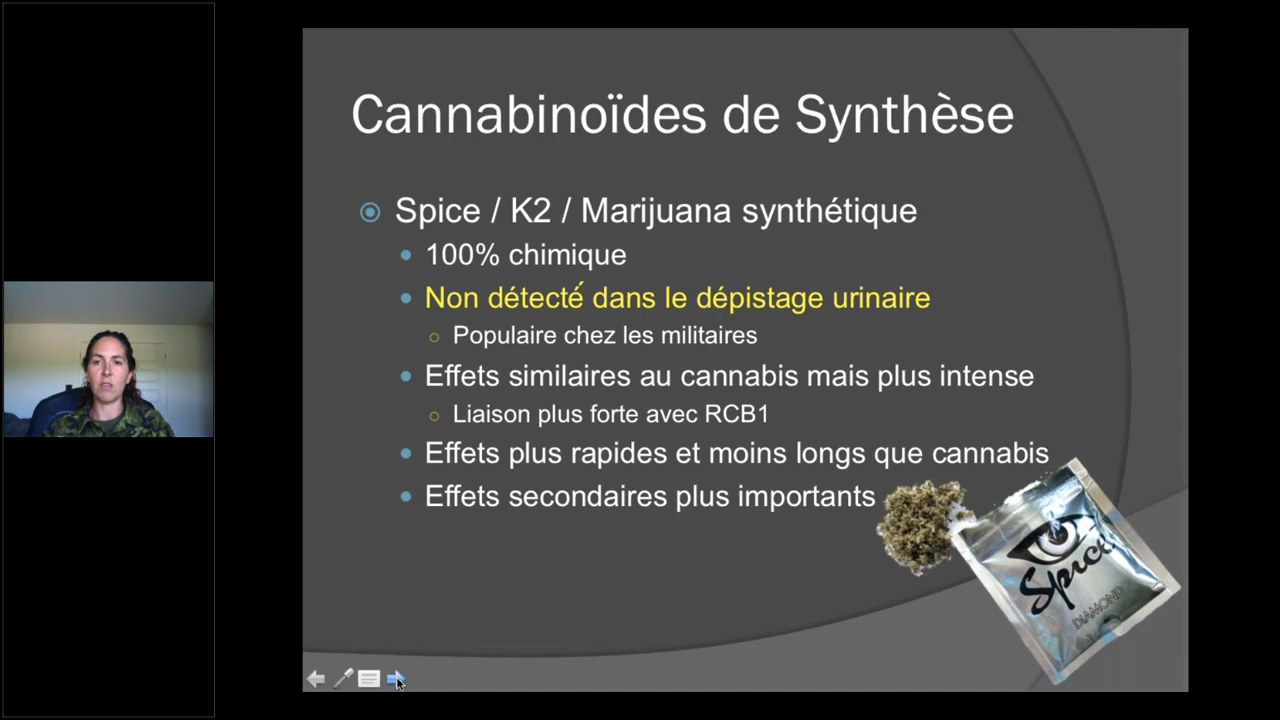 Cannabinoïdes de Synthèse
Spice / K2 / Marijuana synthétique
100% chimique
Non détecté dans le dépistage urinaire
Populaire chez les militaires
Effets similaires au cannabis mais plus intense
Liaison plus forte avec RCB1
Effets plus rapides et moins longs que cannabis
Effets secondaires plus importants
Spice
DIAMOND